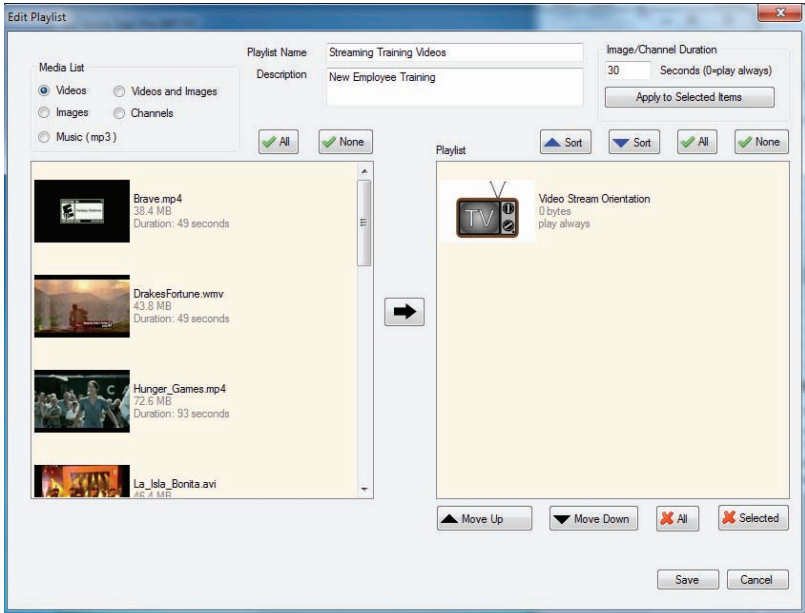 Edit Playlist
Media List
Videos
Videos and Images
Images
Channels
Music ( mp3 )
Playlist Name
Streaming Training Videos
Description
New Employee Training
Image/Channel Duration
30
Seconds (0=play always)
Apply to Selected Items
All
None
Playlist
Sort
Sort
All
None
Brave.mp4
38.4 MB
Duration: 49 seconds
DrakesFortune.wmv
43.8 MB
Duration: 49 seconds
Hunger_Games.mp4
72.6 MB
Duration: 93 seconds
La_Isla_Bonita.avi
46.4 MB
TV
Video Stream Orientation
0 bytes
play always
Move Up
Move Down
All
Selected
Save
Cancel